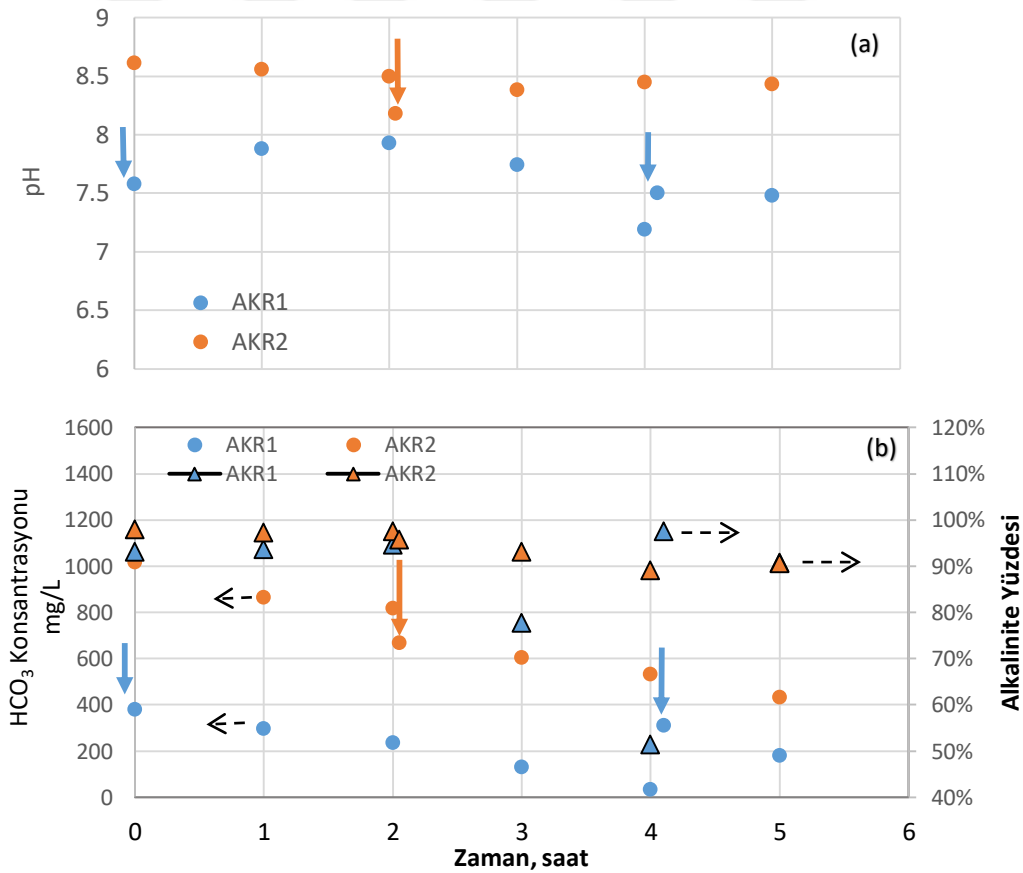 (a)
9
8.5
8
7.5
7
6.5
6
pH
AKR1
AKR2
(b)
1600
1400
1200
1000
800
600
400
200
0
HCO₃ Konsantrasyonu
mg/L
AKR1 AKR2
AKR1 AKR2
120%
110%
100%
90%
80%
70%
60%
50%
40%
Alkalinite Yüzdesi
0 1 2 3 4 5 6
Zaman, saat